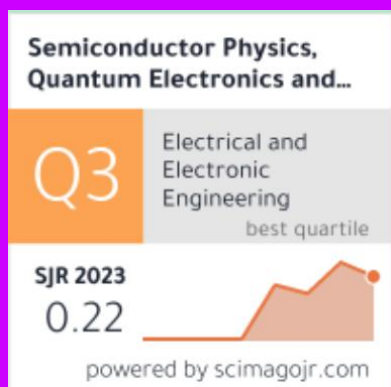 Semiconductor Physics,
Quantum Electronics and...
Q3
Electrical and
Electronic
Engineering
best quartile
SJR 2023
0.22
powered by scimagojr.com